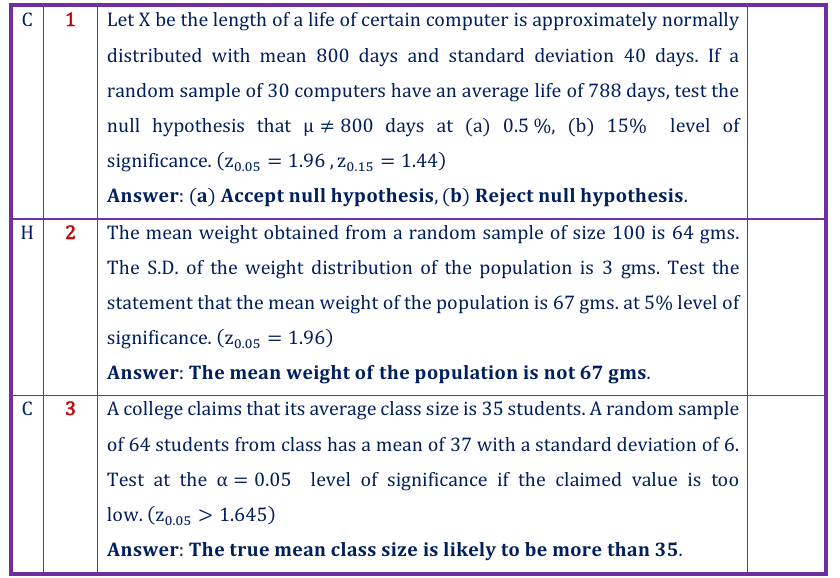 C 1 Let X be the length of a life of certain computer is approximately normally
distributed with mean 800 days and standard deviation 40 days. If a
random sample of 30 computers have an average life of 788 days, test the
null hypothesis that μ ≠ 800 days at (a) 0.5 %, (b) 15% level of
significance. (z₀.₀₅ = 1.96 , z₀.₁₅ = 1.44)
Answer: (a) Accept null hypothesis, (b) Reject null hypothesis.
H 2 The mean weight obtained from a random sample of size 100 is 64 gms.
The S.D. of the weight distribution of the population is 3 gms. Test the
statement that the mean weight of the population is 67 gms. at 5% level of
significance. (z₀.₀₅ = 1.96)
Answer: The mean weight of the population is not 67 gms.
C 3 A college claims that its average class size is 35 students. A random sample
of 64 students from class has a mean of 37 with a standard deviation of 6.
Test at the α = 0.05 level of significance if the claimed value is too
low. (z₀.₀₅ > 1.645)
Answer: The true mean class size is likely to be more than 35.